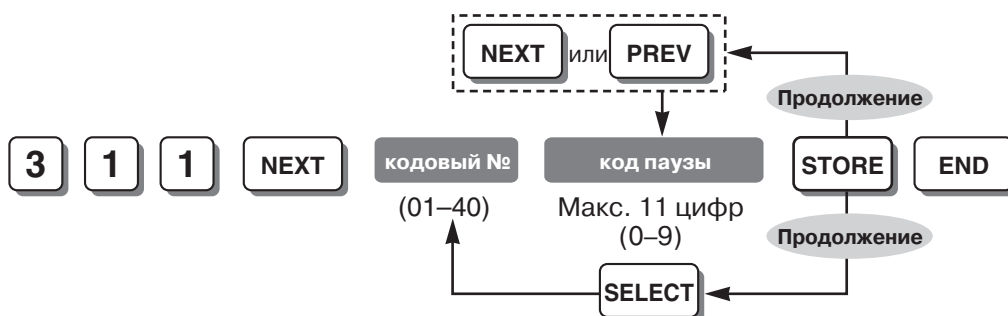 NEXT или PREV
Продолжение
3 1 1 NEXT кодовый № код паузы STORE END
(01–40) Макс. 11 цифр
(0–9)
Продолжение
SELECT